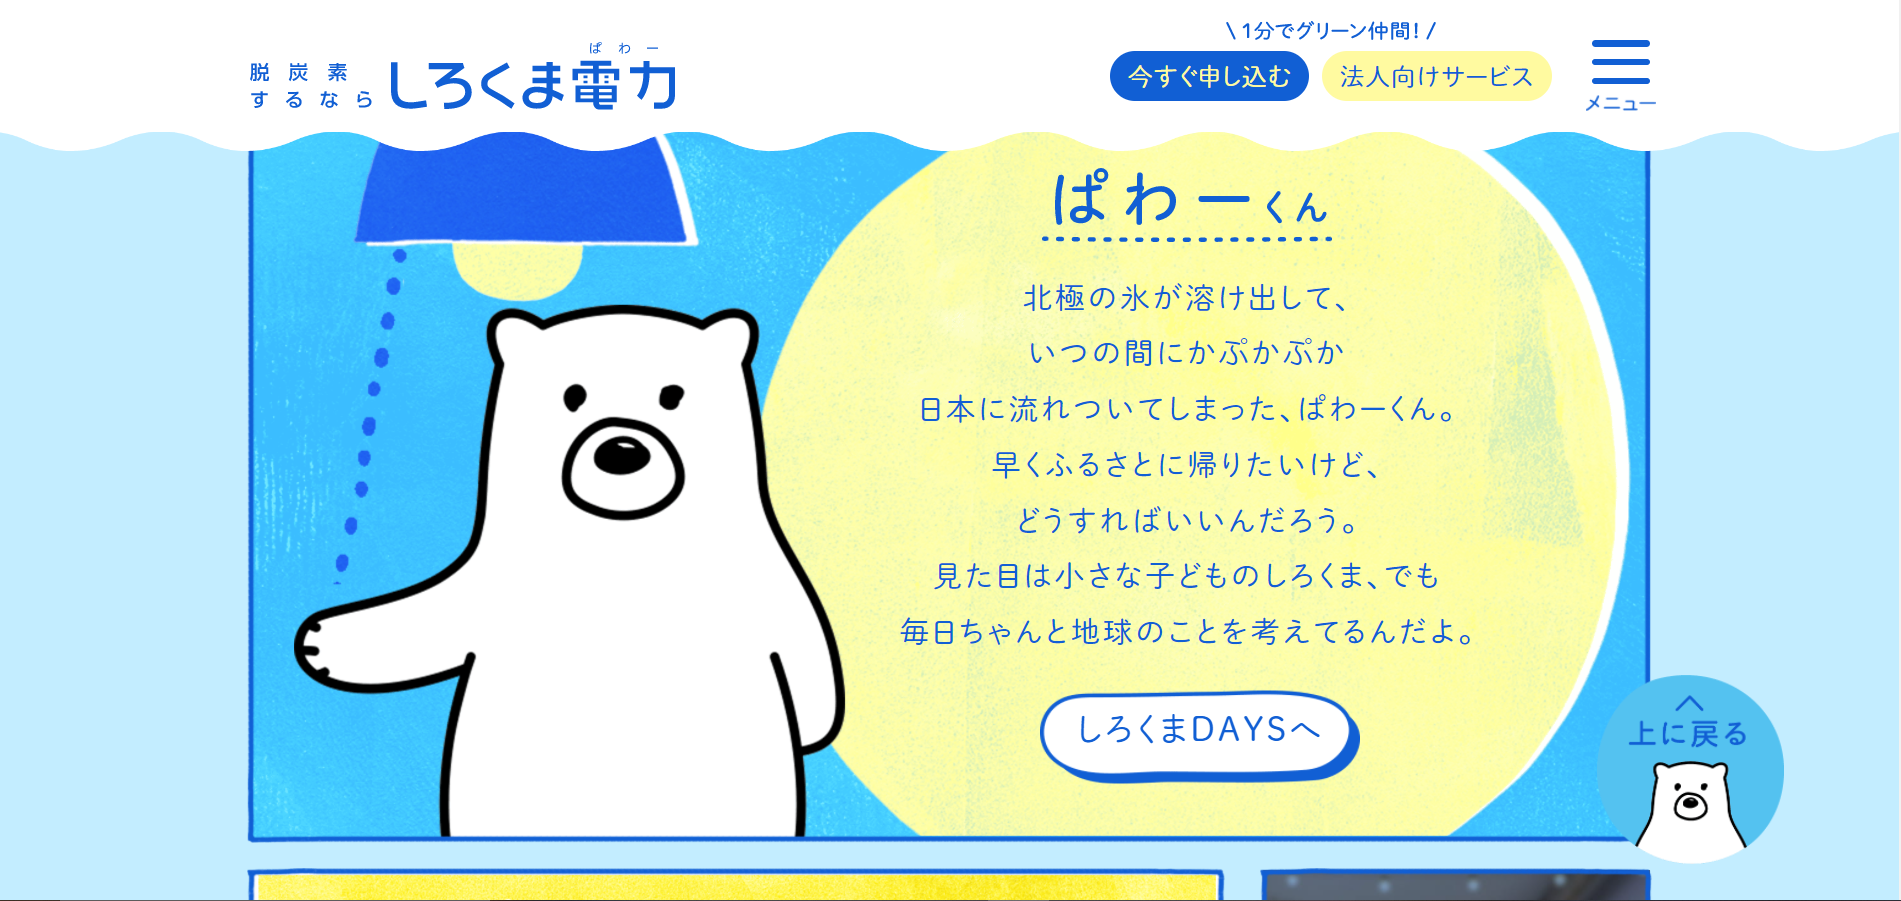 脱炭素
するなら
しろくま電力
ぱわー
\ 1分でグリーン仲間! /
今すぐ申し込む
法人向けサービス
メニュー
ぱわーくん
北極の氷が溶け出して、
いつの間にかぷかぷか
日本に流れついてしまった、ぱわーくん。
早くふるさとに帰りたいけど、
どうすればいいんだろう。
見た目は小さな子どものしろくま、でも
毎日ちゃんと地球のことを考えてるんだよ。
しろくまDAYSへ
上に戻る